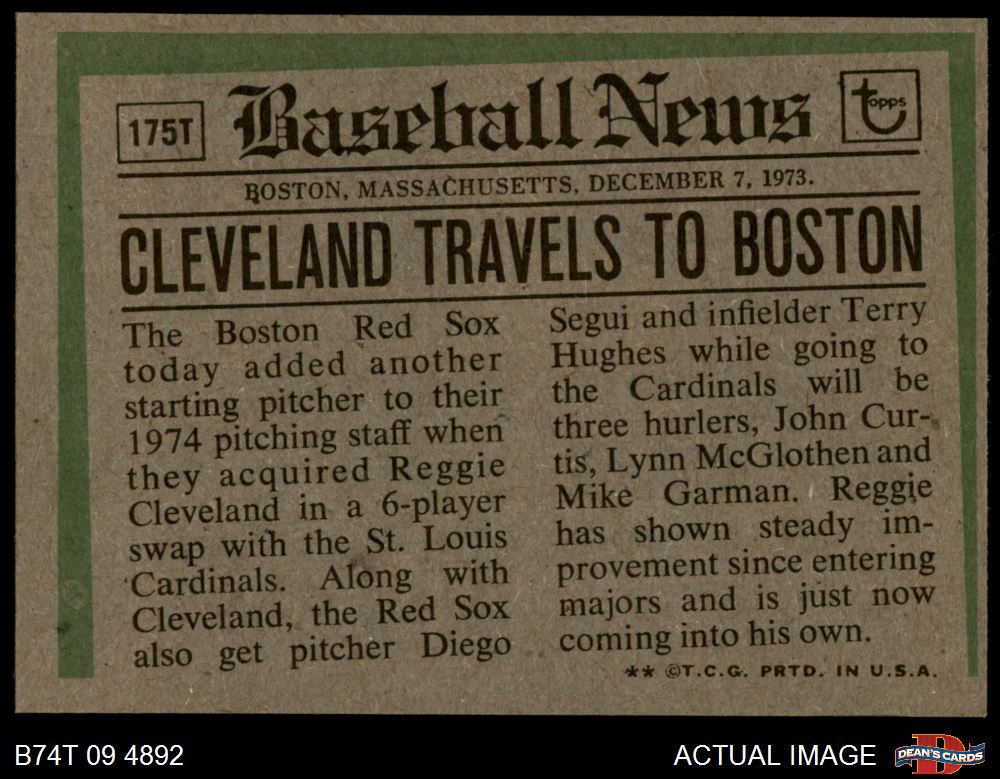 175T
Baseball News
topps
BOSTON, MASSACHUSETTS, DECEMBER 7, 1973.
CLEVELAND TRAVELS TO BOSTON
The Boston Red Sox
today added another
starting pitcher to their
1974 pitching staff when
they acquired Reggie
Cleveland in a 6-player
swap with the St. Louis
Cardinals. Along with
Cleveland, the Red Sox
also get pitcher Diego
Segui and infielder Terry
Hughes while going to
the Cardinals will be
three hurlers, John Cur-
tis, Lynn McGlothen and
Mike Garman. Reggie
has shown steady im-
provement since entering
majors and is just now
coming into his own.
** ©T.C.G. PRTD. IN U.S.A.
B74T 09 4892
ACTUAL IMAGE
D
DEAN'S CARDS